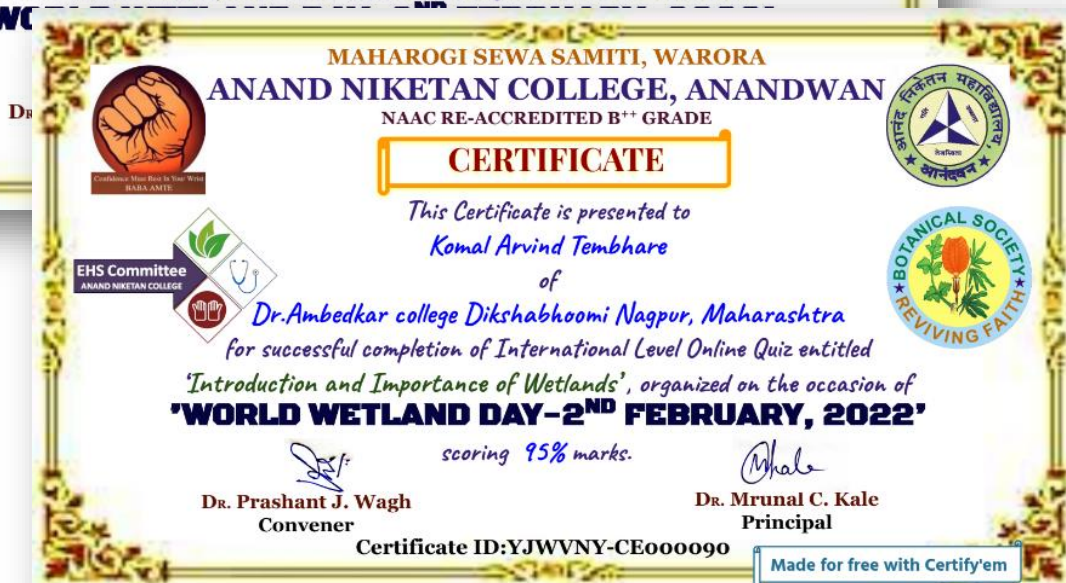 MAHAROGI SEWA SAMITI, WARORA
ANAND NIKETAN COLLEGE, ANANDWAN
NAAC RE-ACCREDITED B++ GRADE
CERTIFICATE
Confidence Must Rest In Your Wrist
BABA AMTE
आनंद निकेतन महाविद्यालय,
आनंदवन
EHS Committee
ANAND NIKETAN COLLEGE
BOTANICAL SOCIETY
REVIVING FAITH
This Certificate is presented to
Komal Arvind Tembhare
of
Dr.Ambedkar college Dikshabhoomi Nagpur, Maharashtra
for successful completion of International Level Online Quiz entitled
'Introduction and Importance of Wetlands', organized on the occasion of
'WORLD WETLAND DAY-2ND FEBRUARY, 2022'
scoring 95% marks.
DR. Prashant J. Wagh
Convener
DR. Mrunal C. Kale
Principal
Certificate ID:YJWVNY-CE000090
Made for free with Certify'em